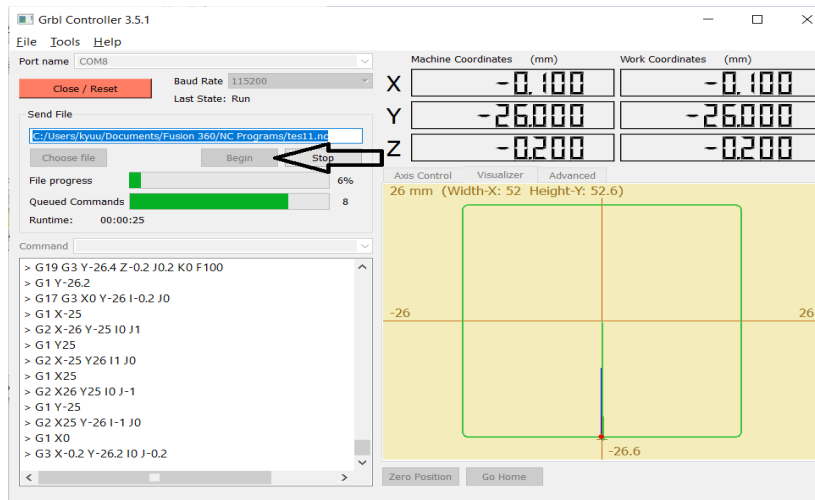 Grbl Controller 3.5.1
File Tools Help
Port name COM8
Close / Reset
Baud Rate 115200
Last State: Run
Send File
C:/Users/kyuu/Documents/Fusion 360/NC Programs/tes11.nc
Choose file Begin Stop
File progress 6%
Queued Commands 8
Runtime: 00:00:25
Command
> G19 G3 Y-26.4 Z-0.2 J0.2 K0 F100
> G1 Y-26.2
> G17 G3 X0 Y-26 I-0.2 J0
> G1 X-25
> G2 X-26 Y-25 I0 J1
> G1 Y25
> G2 X-25 Y26 I1 J0
> G1 X25
> G2 X26 Y25 I0 J-1
> G1 Y-25
> G2 X25 Y-26 I-1 J0
> G1 X0
> G3 X-0.2 Y-26.2 I0 J-0.2
Machine Coordinates (mm) Work Coordinates (mm)
X -0.100 -0.100
Y -26.000 -26.000
Z -0.200 -0.200
Axis Control Visualizer Advanced
26 mm (Width-X: 52 Height-Y: 52.6)
-26 26
-26.6
Zero Position Go Home